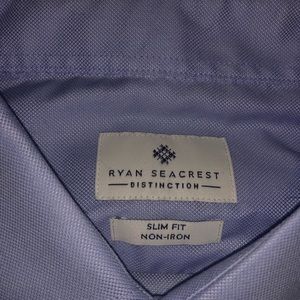 RYAN SEACREST
DISTINCTION
SLIM FIT
NON-IRON